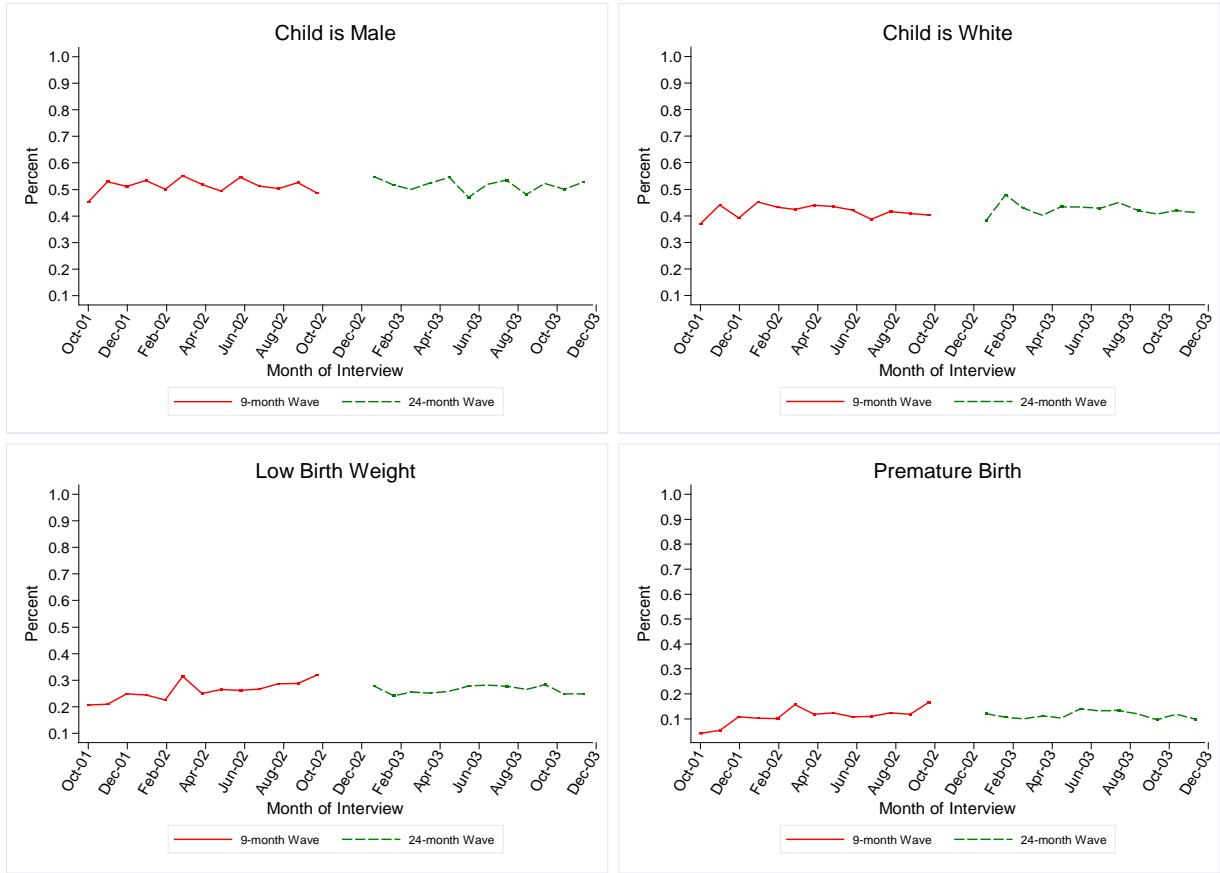 Child is Male
Percent
1.0
0.9
0.8
0.7
0.6
0.5
0.4
0.3
0.2
0.1
Oct-01 Dec-01 Feb-02 Apr-02 Jun-02 Aug-02 Oct-02 Dec-02 Feb-03 Apr-03 Jun-03 Aug-03 Oct-03 Dec-03
Month of Interview
9-month Wave 24-month Wave
Child is White
Percent
1.0
0.9
0.8
0.7
0.6
0.5
0.4
0.3
0.2
0.1
Oct-01 Dec-01 Feb-02 Apr-02 Jun-02 Aug-02 Oct-02 Dec-02 Feb-03 Apr-03 Jun-03 Aug-03 Oct-03 Dec-03
Month of Interview
9-month Wave 24-month Wave
Low Birth Weight
Percent
1.0
0.9
0.8
0.7
0.6
0.5
0.4
0.3
0.2
0.1
Oct-01 Dec-01 Feb-02 Apr-02 Jun-02 Aug-02 Oct-02 Dec-02 Feb-03 Apr-03 Jun-03 Aug-03 Oct-03 Dec-03
Month of Interview
9-month Wave 24-month Wave
Premature Birth
Percent
1.0
0.9
0.8
0.7
0.6
0.5
0.4
0.3
0.2
0.1
Oct-01 Dec-01 Feb-02 Apr-02 Jun-02 Aug-02 Oct-02 Dec-02 Feb-03 Apr-03 Jun-03 Aug-03 Oct-03 Dec-03
Month of Interview
9-month Wave 24-month Wave